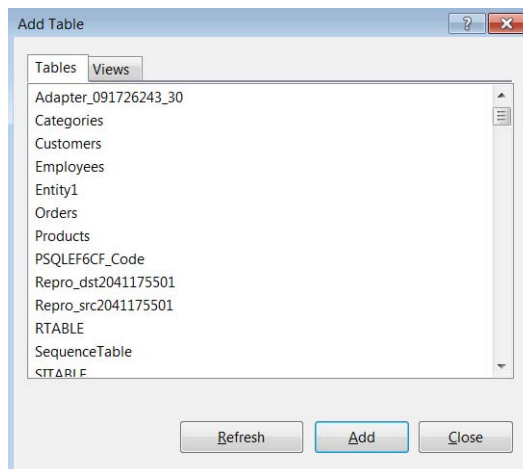 Add Table
Tables Views
Adapter_091726243_30
Categories
Customers
Employees
Entity1
Orders
Products
PSQLEF6CF_Code
Repro_dst2041175501
Repro_src2041175501
RTABLE
SequenceTable
SITABLE
Refresh Add Close